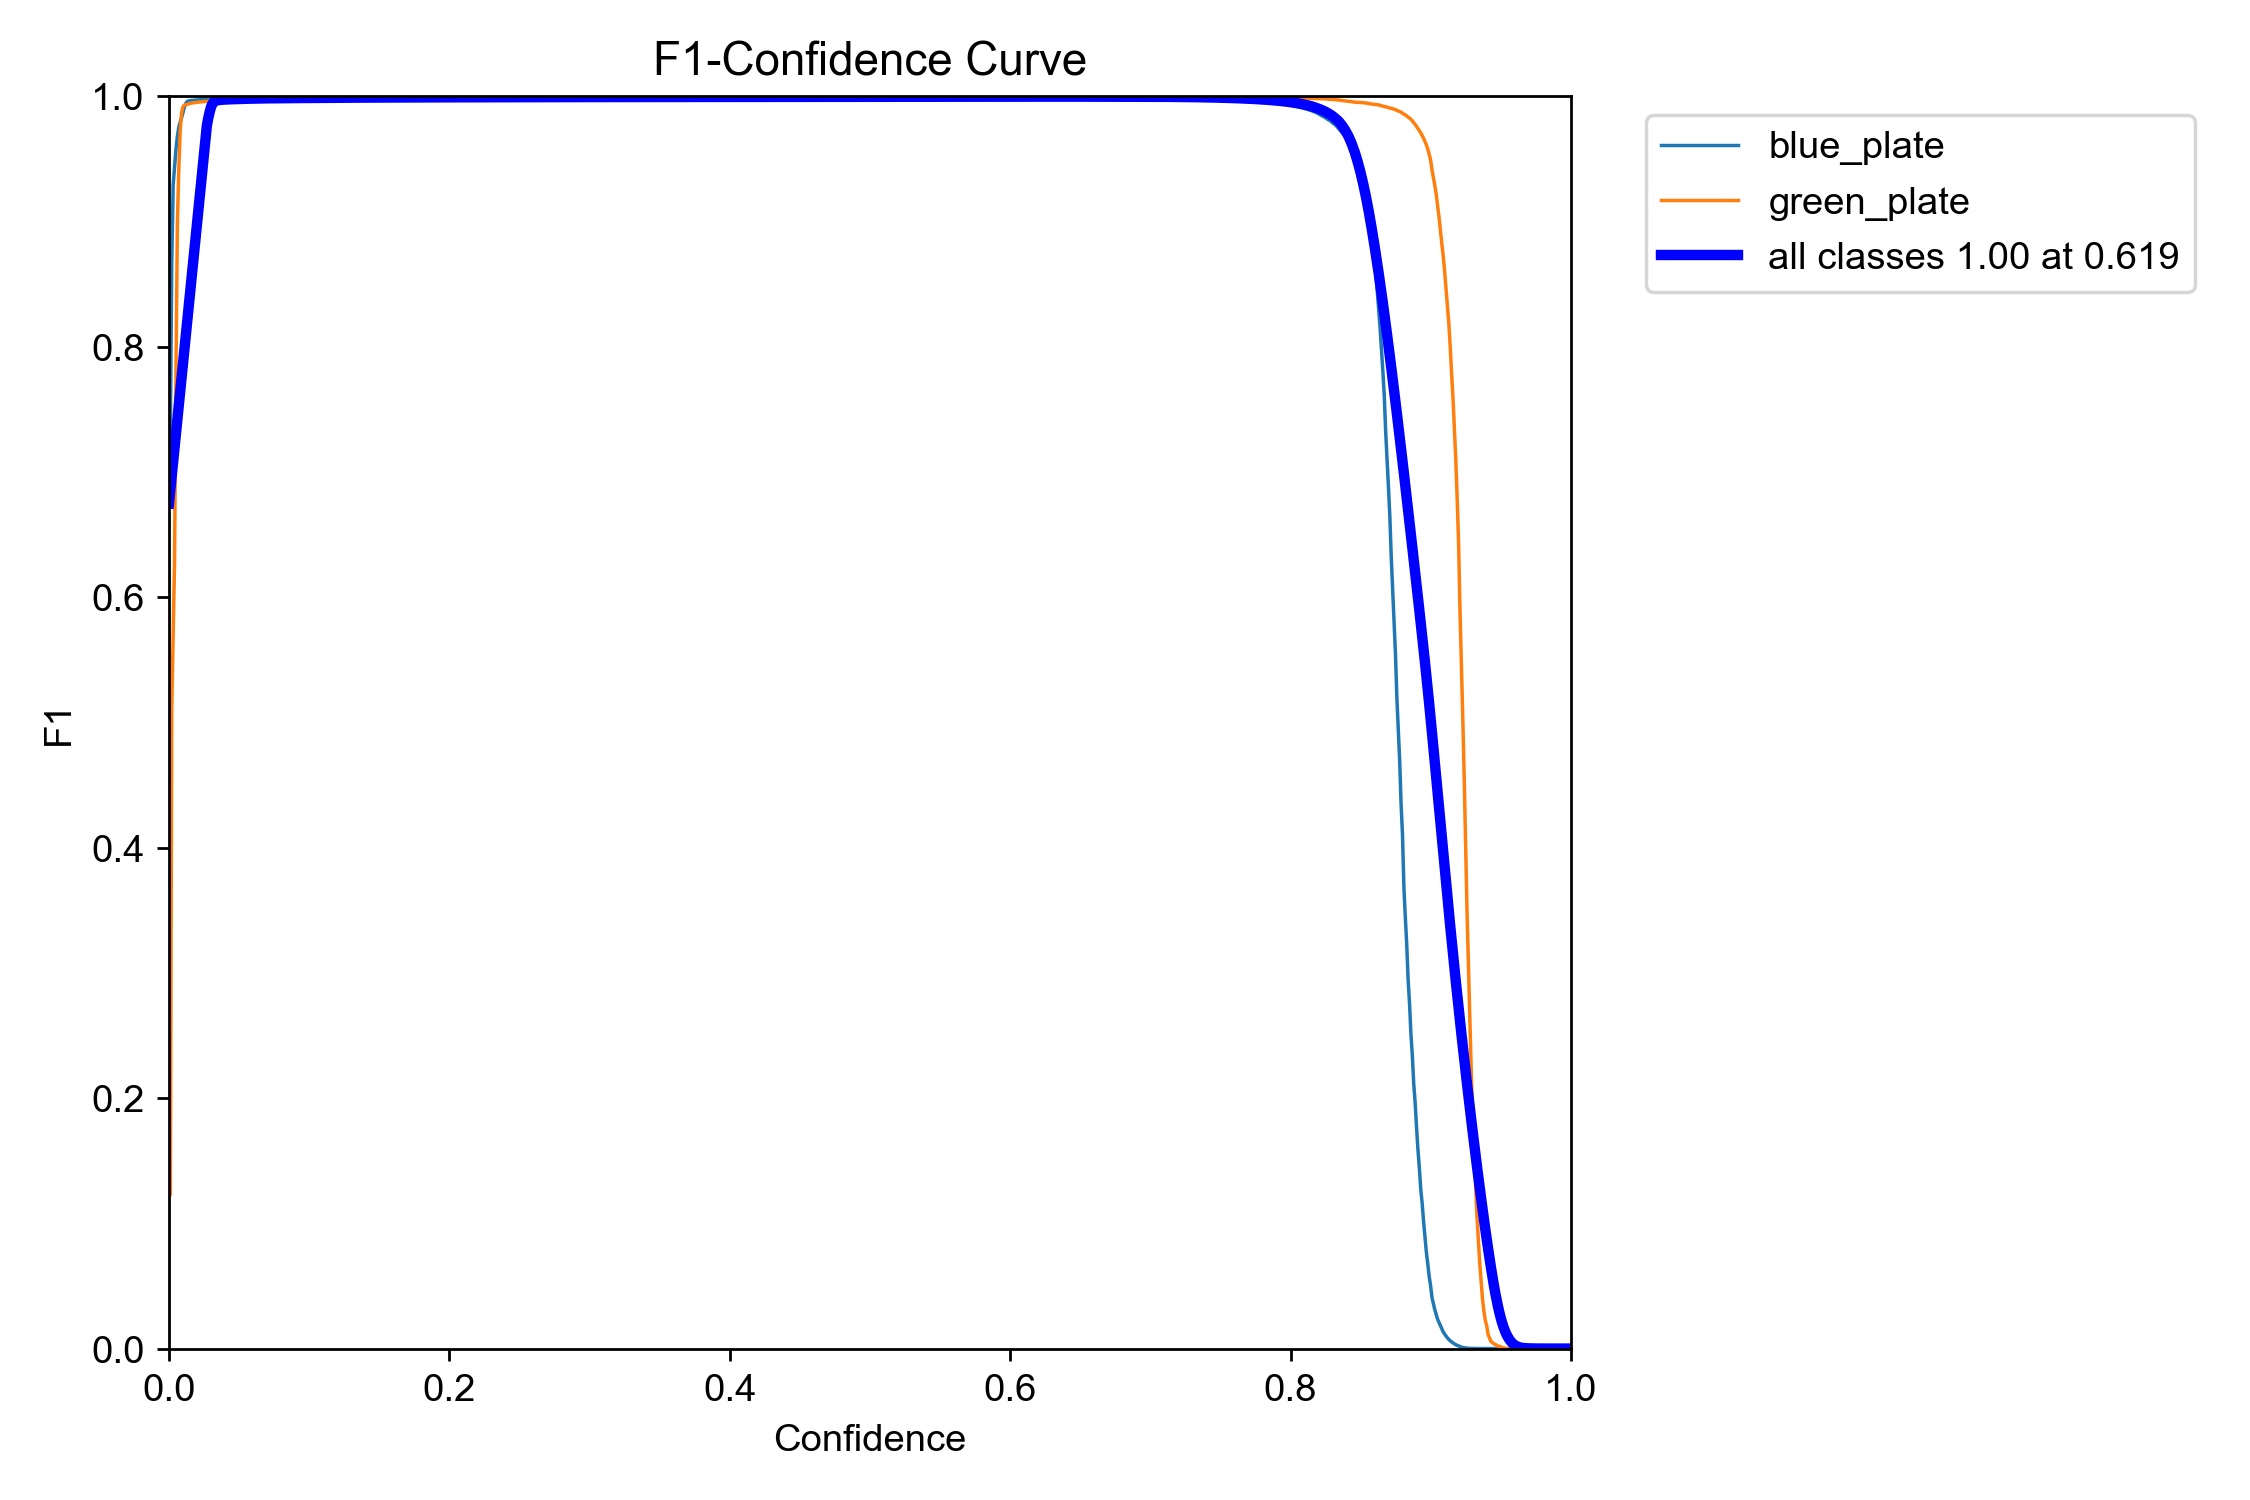 F1-Confidence Curve
1.0
0.8
0.6
0.4
0.2
0.0
F1
0.0 0.2 0.4 0.6 0.8 1.0
Confidence
blue_plate
green_plate
all classes 1.00 at 0.619